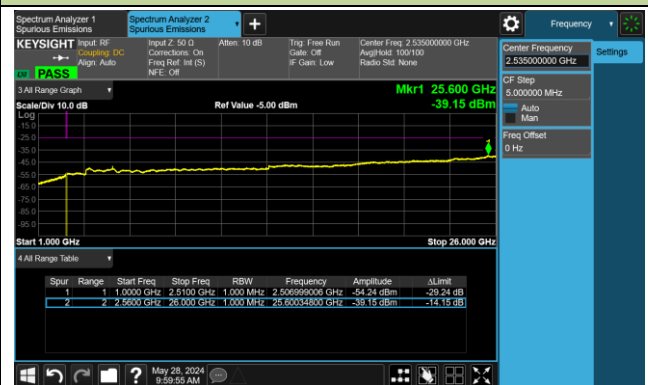 Spectrum Analyzer 1
Spurious Emissions
Spectrum Analyzer 2
Spurious Emissions
Frequency
KEYSIGHT
Input: RF
Coupling: DC
Align: Auto
Input Z: 50 Ω
Corrections: On
Freq Ref: Int (S)
NFE: Off
Atten: 10 dB
Trig: Free Run
Gate: Off
IF Gain: Low
Center Freq: 2.535000000 GHz
Avg|Hold: 100/100
Radio Std: None
PASS
3 All Range Graph
Scale/Div 10.0 dB
Ref Value -5.00 dBm
Mkr1 25.600 GHz
-39.15 dBm
Log
-15.0
-25.0
-35.0
-45.0
-55.0
-65.0
-75.0
-85.0
-95.0
Start 1.000 GHz
Stop 26.000 GHz
4 All Range Table
Spur Range Start Freq Stop Freq RBW Frequency Amplitude ΔLimit
1 1 1.0000 GHz 2.5100 GHz 1.000 MHz 2.506999006 GHz -54.24 dBm -29.24 dB
2 2 2.5600 GHz 26.000 GHz 1.000 MHz 25.60034800 GHz -39.15 dBm -14.15 dB
Center Frequency
2.535000000 GHz
Settings
CF Step
5.000000 MHz
Auto
Man
Freq Offset
0 Hz
?
May 28, 2024
9:59:55 AM